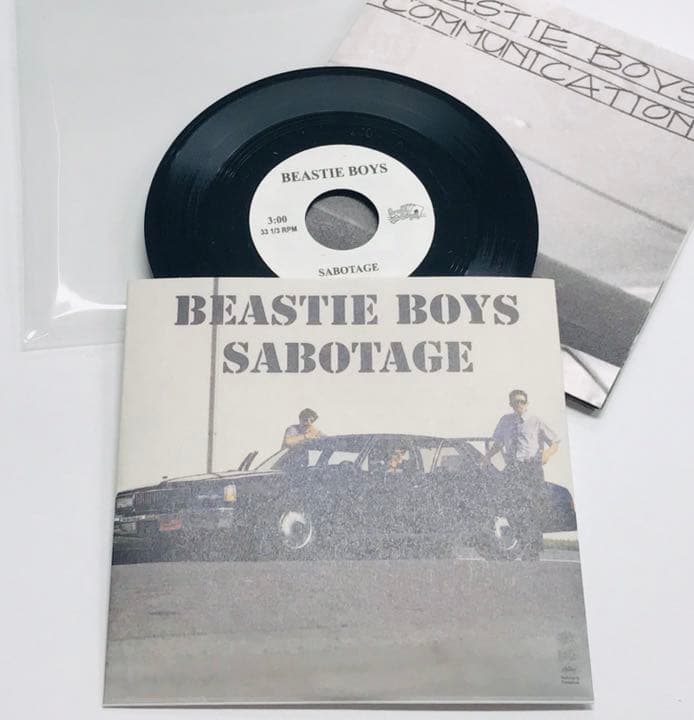 BEASTIE BOYS
COMMUNICATION
BEASTIE BOYS
3:00
33 1/3 RPM
SABOTAGE
BEASTIE BOYS
SABOTAGE